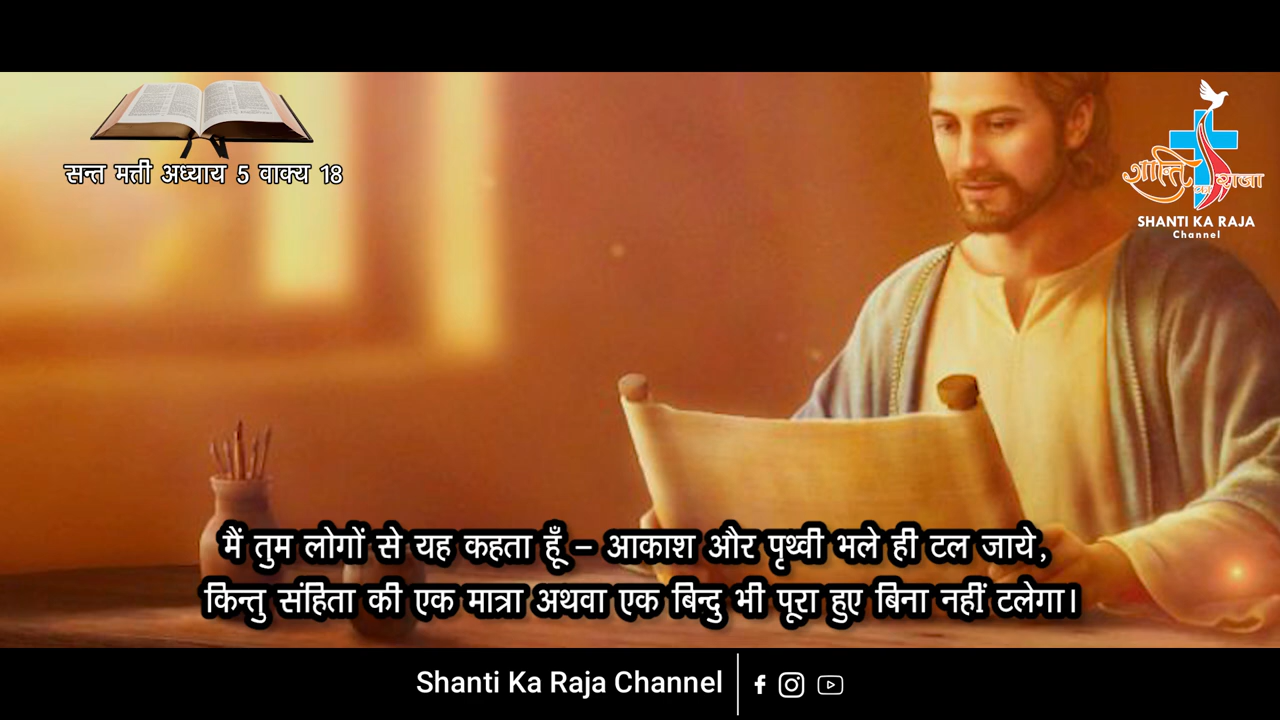 सन्त मत्ती अध्याय 5 वाक्य 18
शान्ति का राजा
SHANTI KA RAJA
Channel
मैं तुम लोगों से यह कहता हूँ – आकाश और पृथ्वी भले ही टल जाये,
किन्तु संहिता की एक मात्रा अथवा एक बिन्दु भी पूरा हुए बिना नहीं टलेगा।
Shanti Ka Raja Channel